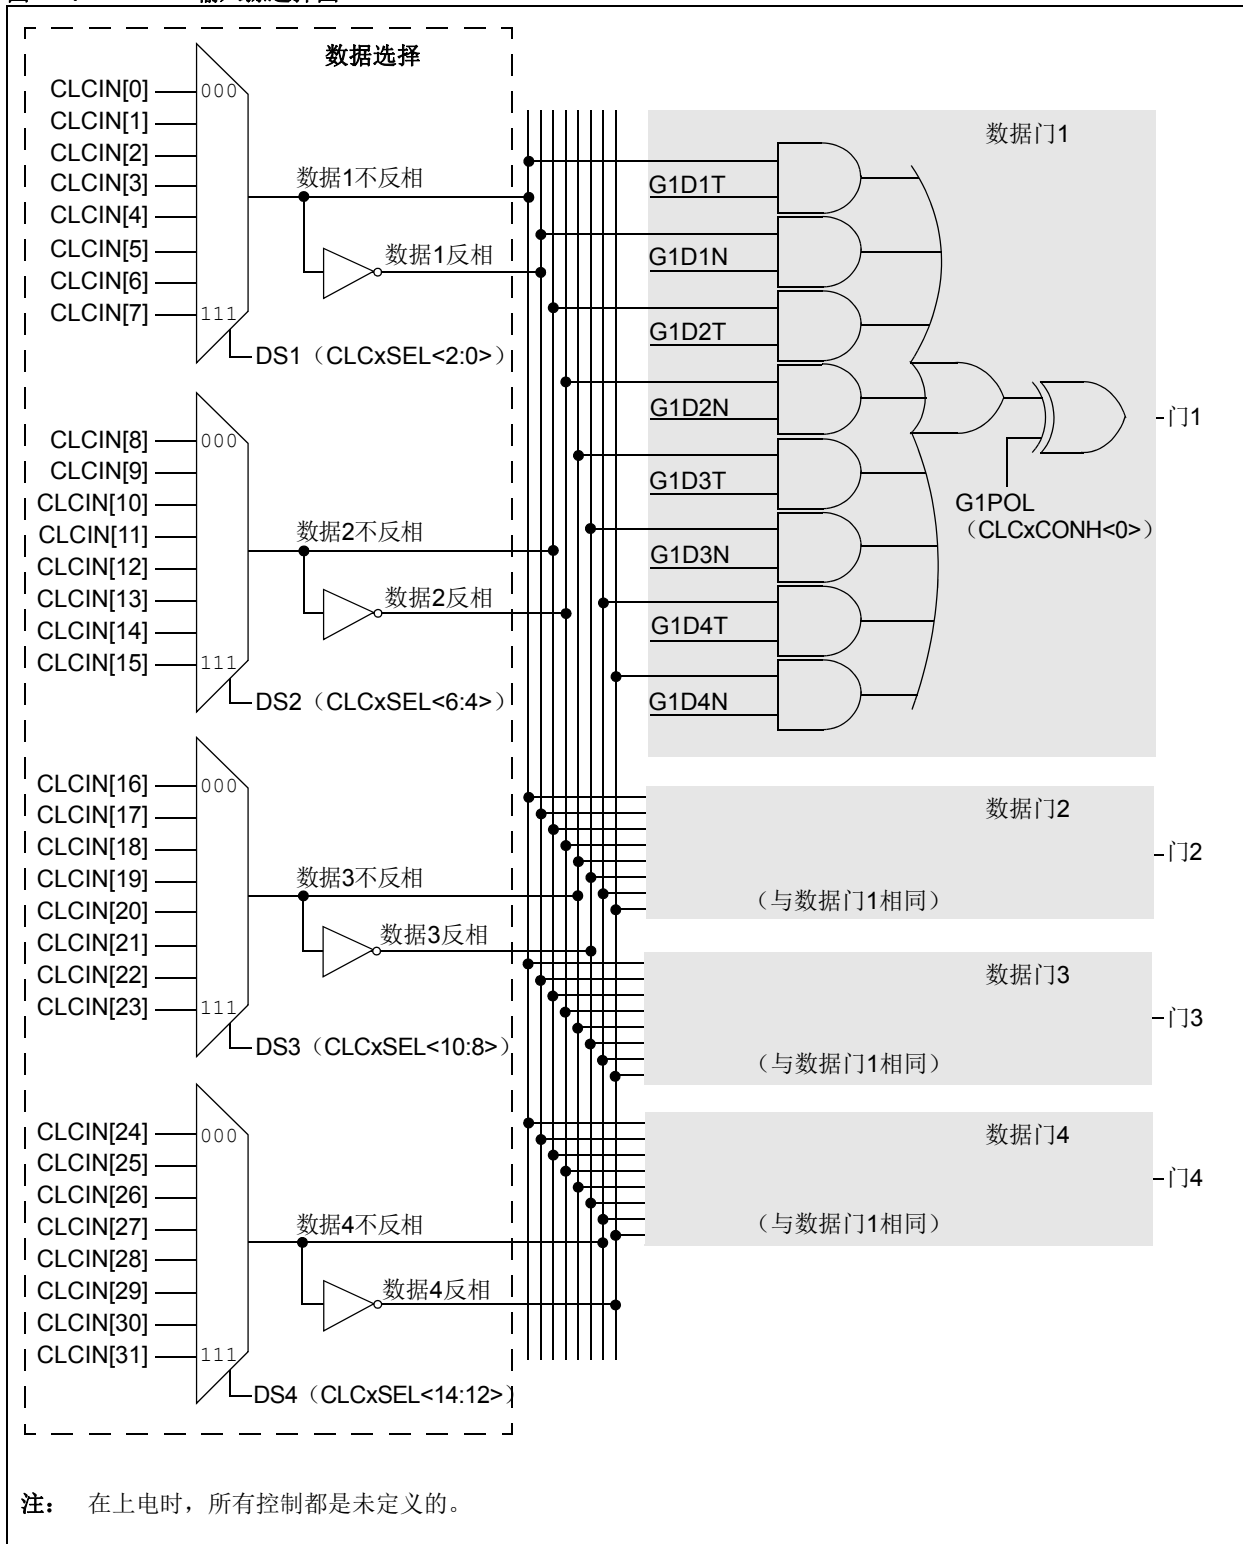 数据选择
CLCIN[0]
000
CLCIN[1]
CLCIN[2]
CLCIN[3]
CLCIN[4]
CLCIN[5]
CLCIN[6]
CLCIN[7]
111
数据1不反相
数据1反相
DS1（CLCxSEL<2:0>）
CLCIN[8]
000
CLCIN[9]
CLCIN[10]
CLCIN[11]
CLCIN[12]
CLCIN[13]
CLCIN[14]
CLCIN[15]
111
数据2不反相
数据2反相
DS2（CLCxSEL<6:4>）
CLCIN[16]
000
CLCIN[17]
CLCIN[18]
CLCIN[19]
CLCIN[20]
CLCIN[21]
CLCIN[22]
CLCIN[23]
111
数据3不反相
数据3反相
DS3（CLCxSEL<10:8>）
CLCIN[24]
000
CLCIN[25]
CLCIN[26]
CLCIN[27]
CLCIN[28]
CLCIN[29]
CLCIN[30]
CLCIN[31]
111
数据4不反相
数据4反相
DS4（CLCxSEL<14:12>）
数据门1
G1D1T
G1D1N
G1D2T
G1D2N
G1D3T
G1D3N
G1D4T
G1D4N
G1POL
（CLCxCONH<0>）
门1
数据门2
（与数据门1相同）
门2
数据门3
（与数据门1相同）
门3
数据门4
（与数据门1相同）
门4
注： 在上电时，所有控制都是未定义的。